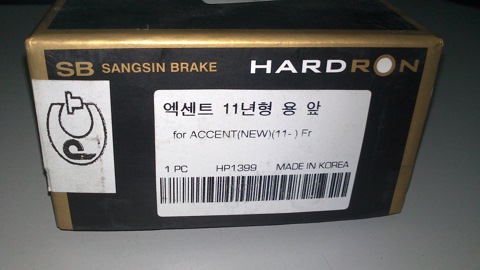 SB SANGSIN BRAKE HARDRON
엑센트 11년형 용 앞
for ACCENT(NEW)(11- ) Fr
1 PC HP1399 MADE IN KOREA